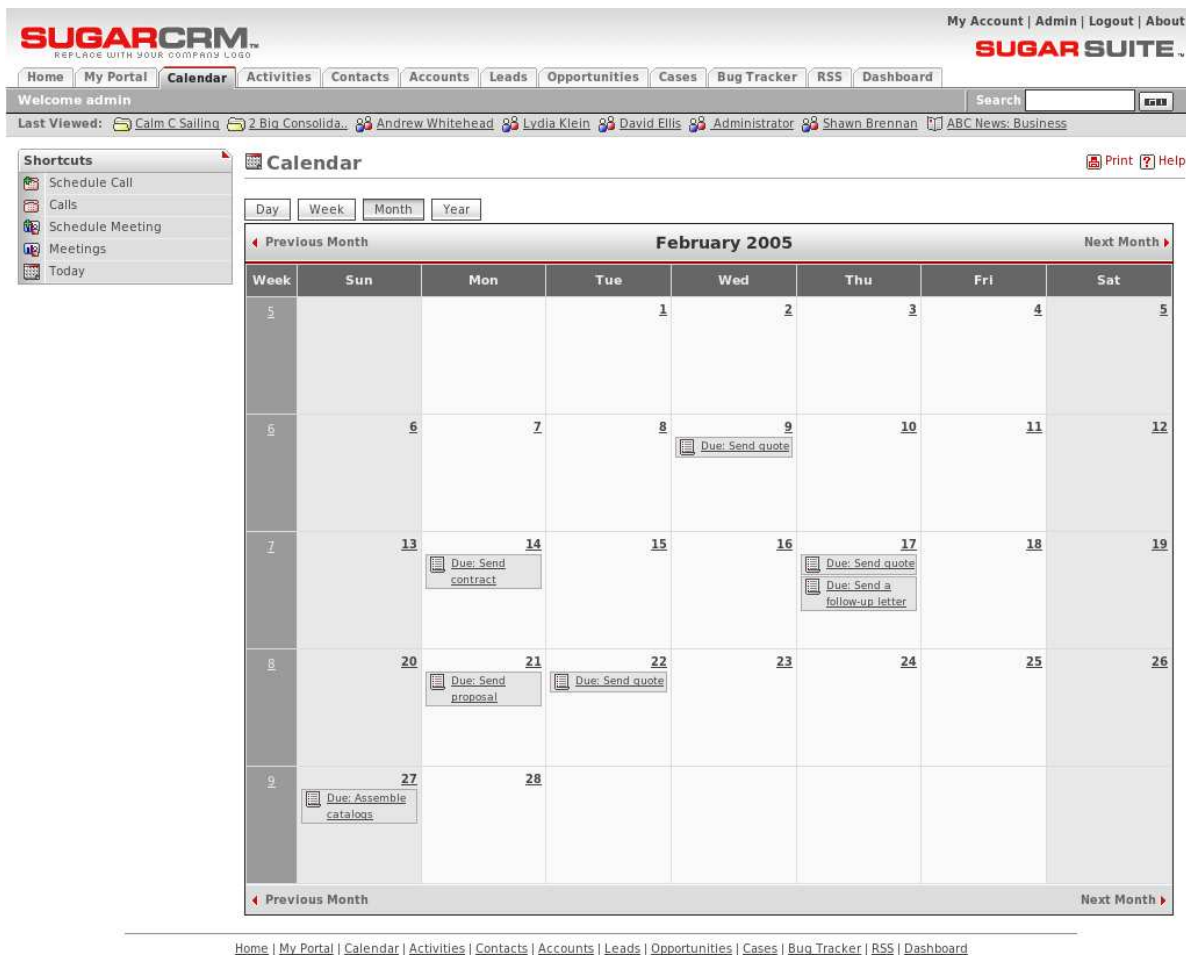 My Account | Admin | Logout | About
SUGARCRM™
REPLACE WITH YOUR COMPANY LOGO
SUGAR SUITE™
Home My Portal Calendar Activities Contacts Accounts Leads Opportunities Cases Bug Tracker RSS Dashboard
Welcome admin Search GO
Last Viewed: Calm C Sailing 2 Big Consolida.. Andrew Whitehead Lydia Klein David Ellis Administrator Shawn Brennan ABC News: Business
Shortcuts
Schedule Call
Calls
Schedule Meeting
Meetings
Today
Calendar
Print ? Help
Day Week Month Year
Previous Month February 2005 Next Month
Week Sun Mon Tue Wed Thu Fri Sat
5 1 2 3 4 5
6 6 7 8 9 10 11 12
Due: Send quote
7 13 14 15 16 17 18 19
Due: Send
contract
Due: Send quote
Due: Send a
follow-up letter
8 20 21 22 23 24 25 26
Due: Send
proposal
Due: Send quote
9 27 28
Due: Assemble
catalogs
Previous Month Next Month
Home | My Portal | Calendar | Activities | Contacts | Accounts | Leads | Opportunities | Cases | Bug Tracker | RSS | Dashboard